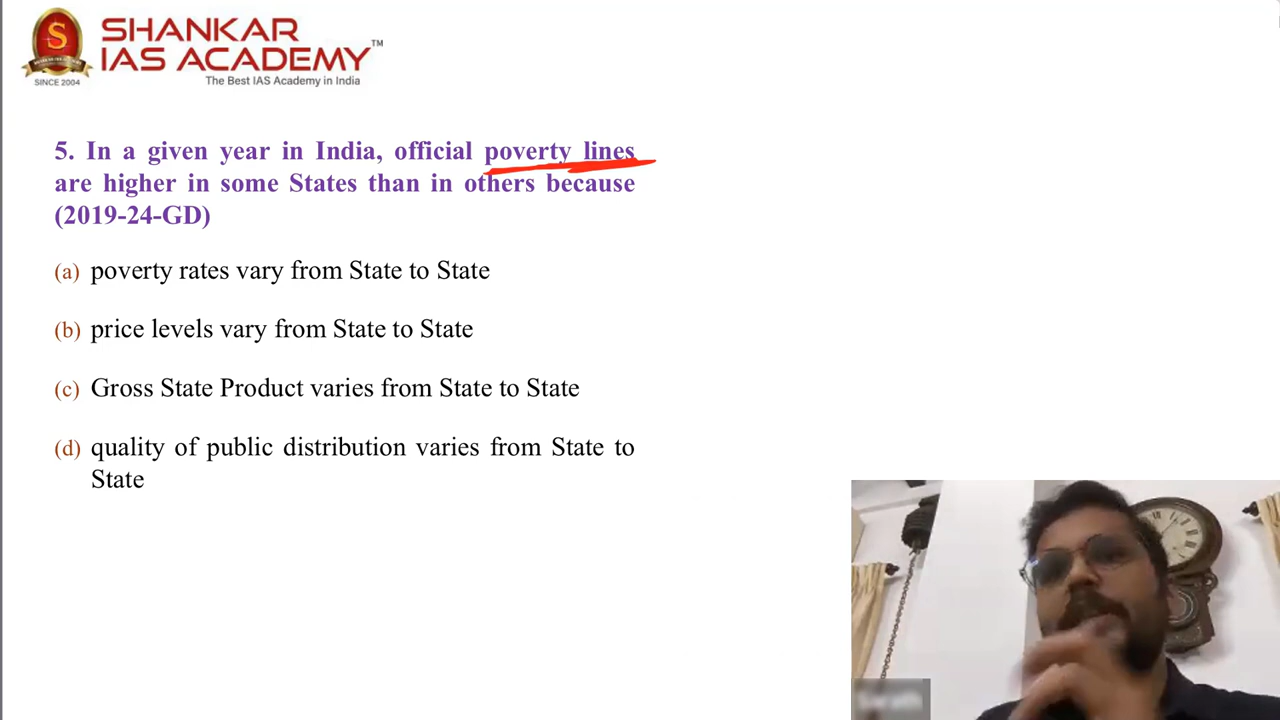 SHANKAR
IAS ACADEMY™
The Best IAS Academy in India
SINCE 2004
5. In a given year in India, official poverty lines
are higher in some States than in others because
(2019-24-GD)
(a) poverty rates vary from State to State
(b) price levels vary from State to State
(c) Gross State Product varies from State to State
(d) quality of public distribution varies from State to
State